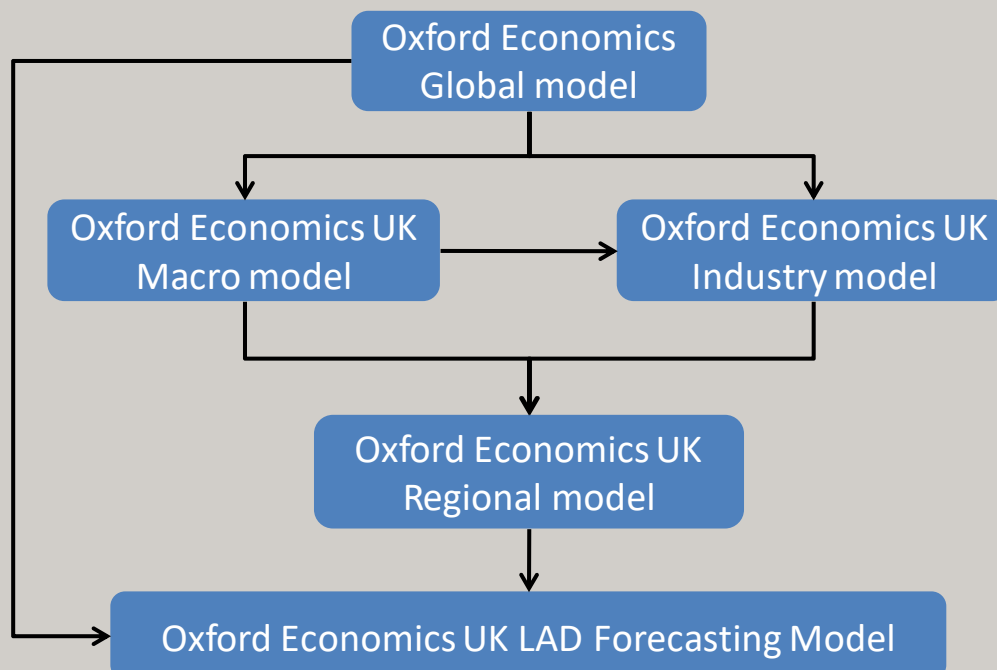 Oxford Economics
Global model
Oxford Economics UK
Macro model
Oxford Economics UK
Industry model
Oxford Economics UK
Regional model
Oxford Economics UK LAD Forecasting Model